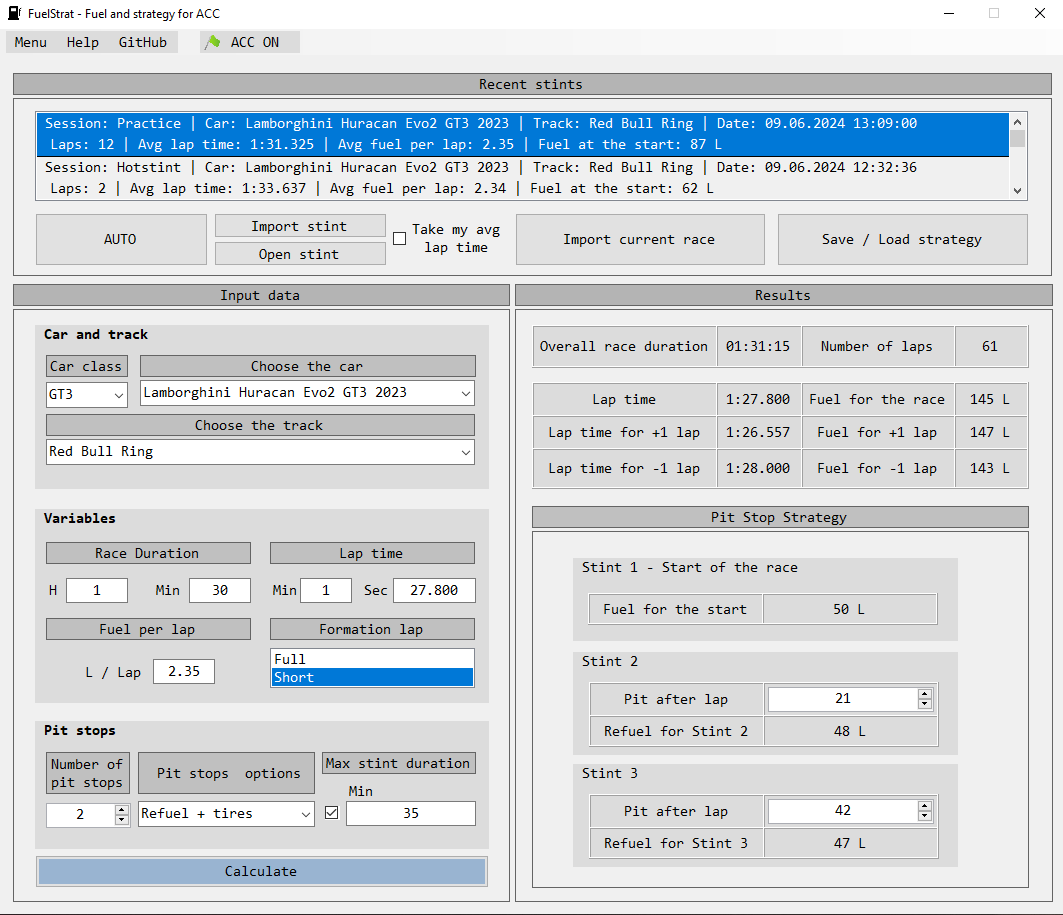 FuelStrat - Fuel and strategy for ACC
Menu Help GitHub ACC ON
Recent stints
Session: Practice | Car: Lamborghini Huracan Evo2 GT3 2023 | Track: Red Bull Ring | Date: 09.06.2024 13:09:00
Laps: 12 | Avg lap time: 1:31.325 | Avg fuel per lap: 2.35 | Fuel at the start: 87 L
Session: Hotstint | Car: Lamborghini Huracan Evo2 GT3 2023 | Track: Red Bull Ring | Date: 09.06.2024 12:32:36
Laps: 2 | Avg lap time: 1:33.637 | Avg fuel per lap: 2.34 | Fuel at the start: 62 L
AUTO
Import stint
Open stint
Take my avg
lap time
Import current race
Save / Load strategy
Input data
Car and track
Car class
Choose the car
GT3
Lamborghini Huracan Evo2 GT3 2023
Choose the track
Red Bull Ring
Variables
Race Duration
Lap time
H 1 Min 30
Min 1 Sec 27.800
Fuel per lap
Formation lap
L / Lap 2.35
Full
Short
Pit stops
Number of
pit stops
Pit stops options
Max stint duration
Min
2
Refuel + tires
35
Calculate
Results
Overall race duration 01:31:15 Number of laps 61
Lap time 1:27.800 Fuel for the race 145 L
Lap time for +1 lap 1:26.557 Fuel for +1 lap 147 L
Lap time for -1 lap 1:28.000 Fuel for -1 lap 143 L
Pit Stop Strategy
Stint 1 - Start of the race
Fuel for the start 50 L
Stint 2
Pit after lap 21
Refuel for Stint 2 48 L
Stint 3
Pit after lap 42
Refuel for Stint 3 47 L